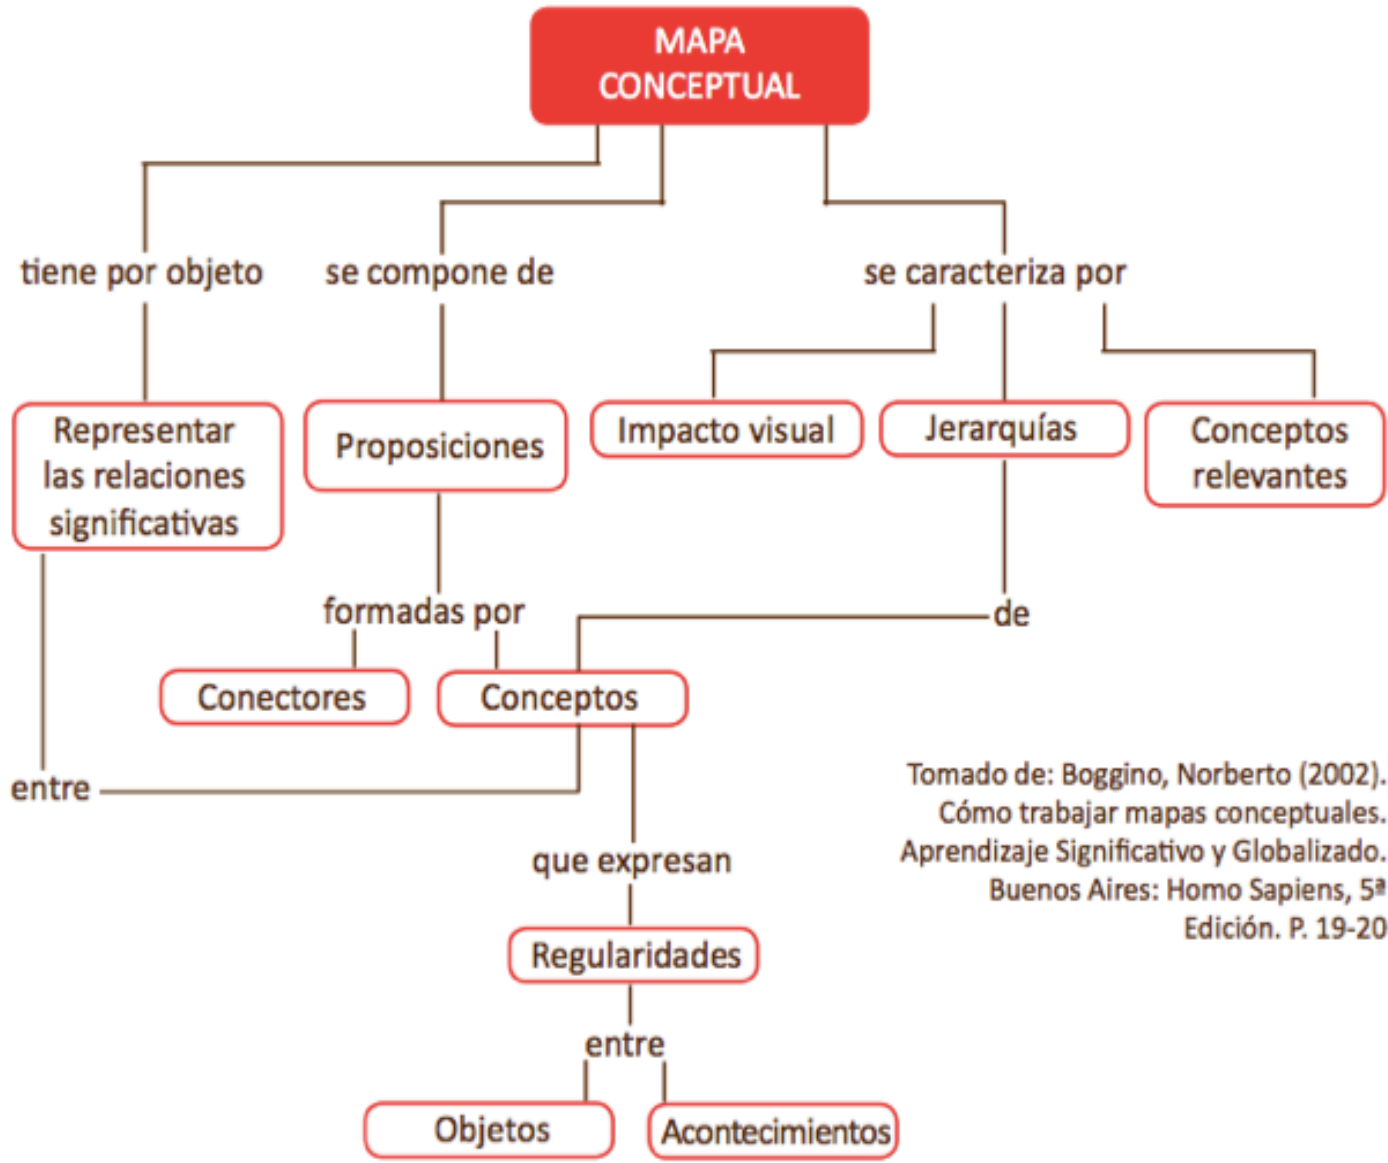 MAPA
CONCEPTUAL
tiene por objeto
se compone de
se caracteriza por
Representar
las relaciones
significativas
Proposiciones
Impacto visual
Jerarquías
Conceptos
relevantes
formadas por
de
Conectores
Conceptos
entre
que expresan
Regularidades
entre
Objetos
Acontecimientos
Tomado de: Boggino, Norberto (2002).
Cómo trabajar mapas conceptuales.
Aprendizaje Significativo y Globalizado.
Buenos Aires: Homo Sapiens, 5ª
Edición. P. 19-20